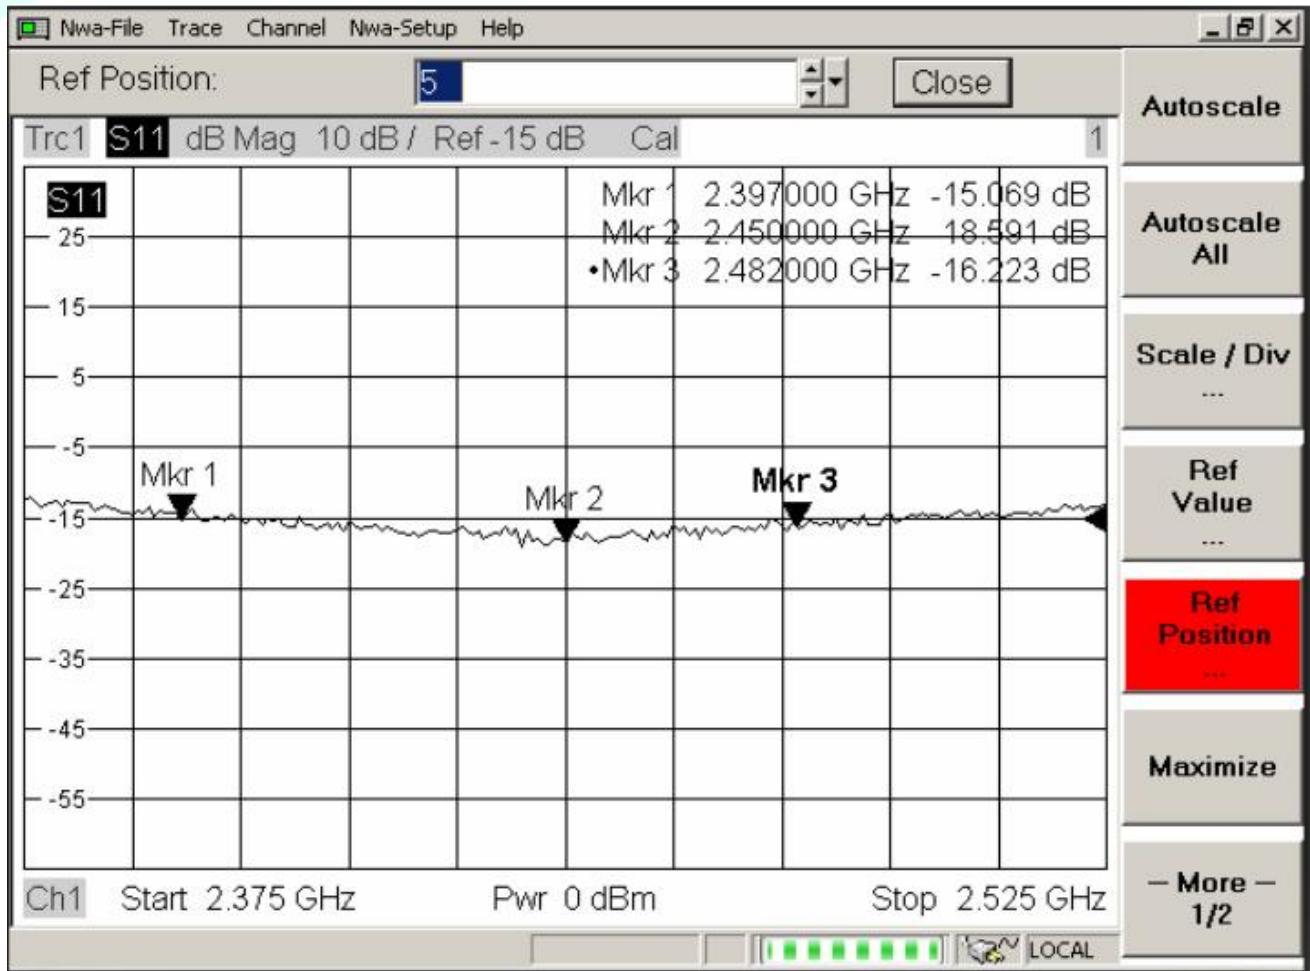 Nwa-File Trace Channel Nwa-Setup Help
Ref Position: 5 Close
Trc1 S11 dB Mag 10 dB / Ref -15 dB Cal 1
S11
Mkr 1 2.397000 GHz -15.069 dB
Mkr 2 2.450000 GHz 18.591 dB
•Mkr 3 2.482000 GHz -16.223 dB
25
15
5
-5
Mkr 1
Mkr 2
Mkr 3
-15
-25
-35
-45
-55
Ch1 Start 2.375 GHz Pwr 0 dBm Stop 2.525 GHz
LOCAL
Autoscale
Autoscale
All
Scale / Div
...
Ref
Value
...
Ref
Position
...
Maximize
– More –
1/2